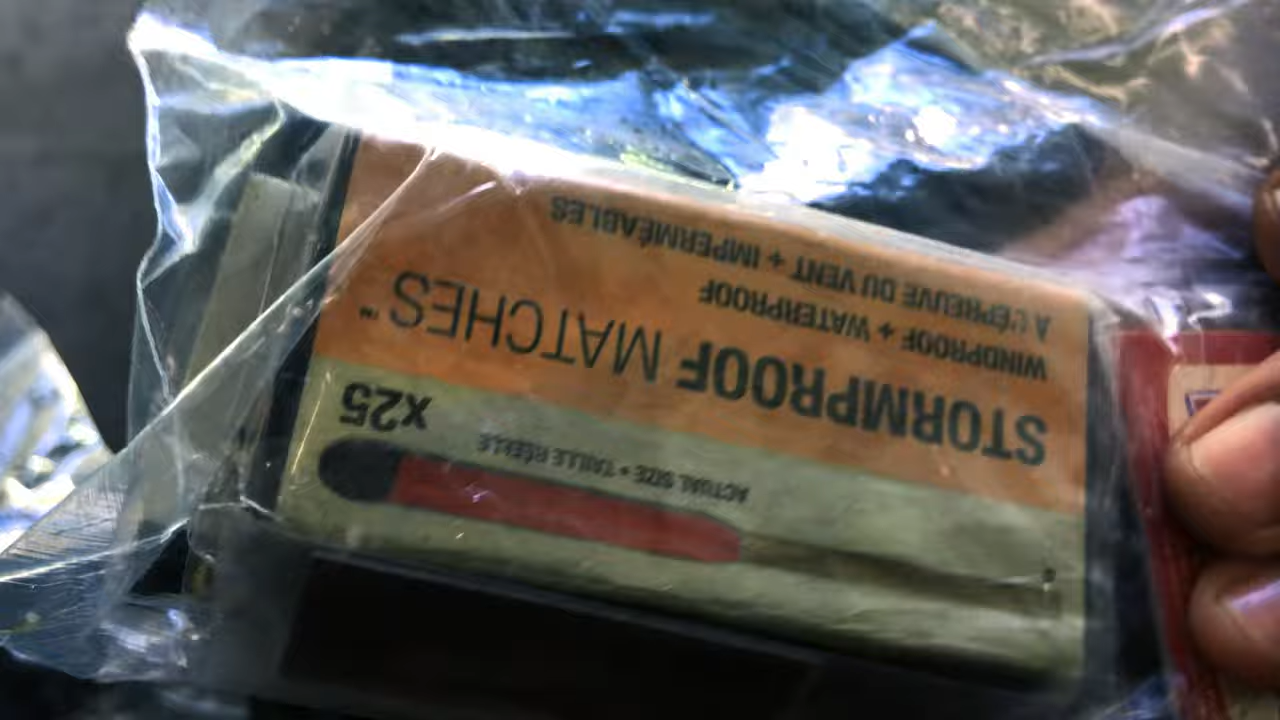 x25
ACTUAL SIZE + TAILLE RÉELLE
STORMPROOF MATCHES™
WINDPROOF + WATERPROOF
À L'ÉPREUVE DU VENT + IMPERMÉABLES